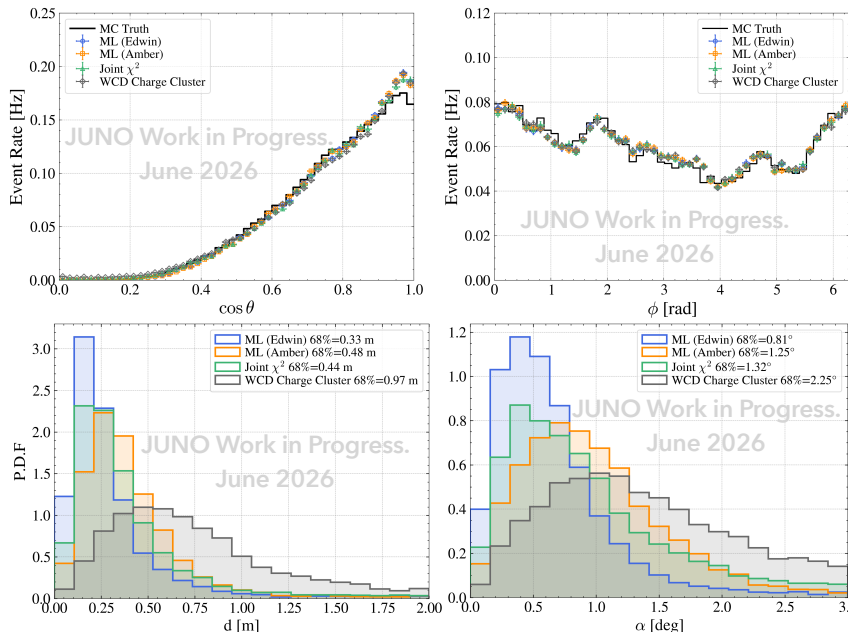 MC Truth
ML (Edwin)
ML (Amber)
Joint χ²
WCD Charge Cluster
JUNO Work in Progress.
June 2026
Event Rate [Hz]
0.00
0.05
0.10
0.15
0.20
0.25
0.0 0.2 0.4 0.6 0.8 1.0
cos θ
MC Truth
ML (Edwin)
ML (Amber)
Joint χ²
WCD Charge Cluster
JUNO Work in Progress.
June 2026
Event Rate [Hz]
0.00
0.02
0.04
0.06
0.08
0.10
0.12
0 1 2 3 4 5 6
ϕ [rad]
ML (Edwin) 68%=0.33 m
ML (Amber) 68%=0.48 m
Joint χ² 68%=0.44 m
WCD Charge Cluster 68%=0.97 m
JUNO Work in Progress.
June 2026
P.D.F
0.0
0.5
1.0
1.5
2.0
2.5
3.0
0.00 0.25 0.50 0.75 1.00 1.25 1.50 1.75 2.00
d [m]
ML (Edwin) 68%=0.81°
ML (Amber) 68%=1.25°
Joint χ² 68%=1.32°
WCD Charge Cluster 68%=2.25°
JUNO Work in Progress.
June 2026
0.0
0.2
0.4
0.6
0.8
1.0
1.2
0.0 0.5 1.0 1.5 2.0 2.5
α [deg]